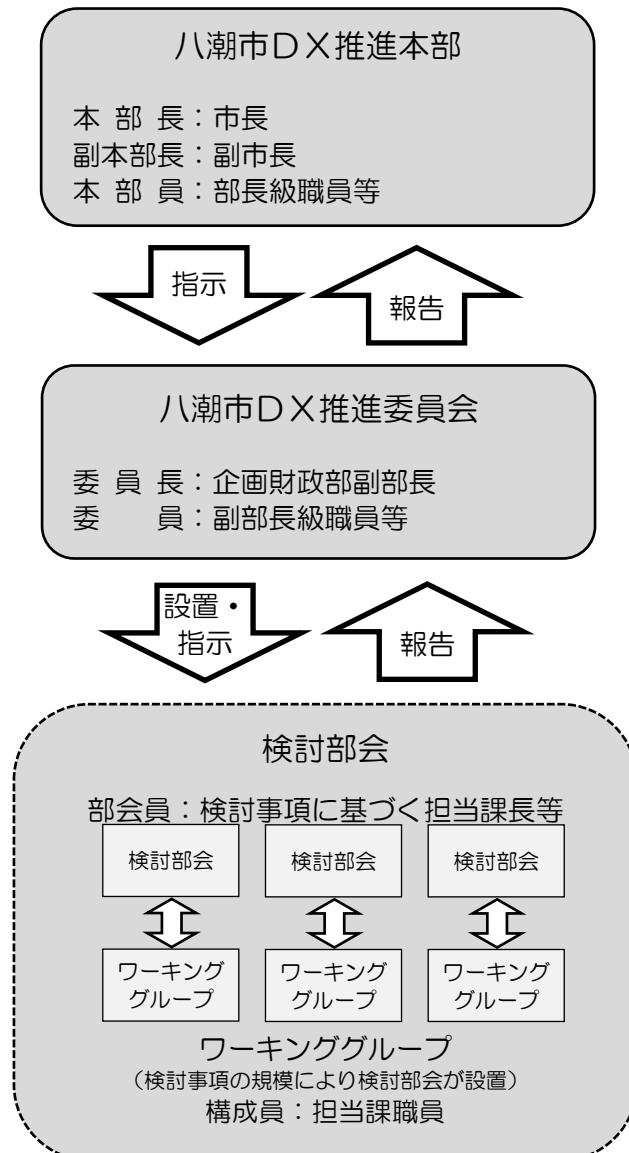 八潮市DX推進本部
本部長：市長
副本部長：副市長
本部員：部長級職員等
指示
報告
八潮市DX推進委員会
委員長：企画財政部副部長
委員：副部長級職員等
設置・
指示
報告
検討部会
部会員：検討事項に基づく担当課長等
検討部会
検討部会
検討部会
ワーキング
グループ
ワーキング
グループ
ワーキング
グループ
ワーキンググループ
（検討事項の規模により検討部会が設置）
構成員：担当課職員